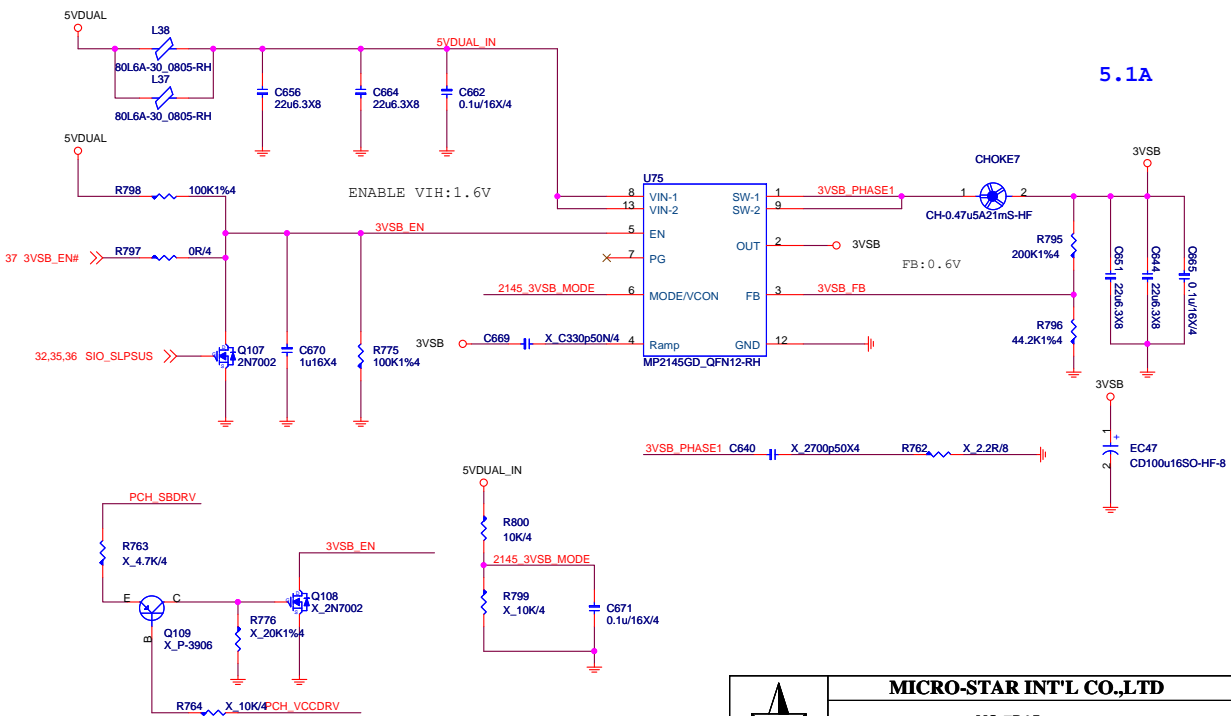 5VDUAL
L38
80L6A-30_0805-RH
L37
80L6A-30_0805-RH
5VDUAL_IN
C656
22u6.3X8
C664
22u6.3X8
C662
0.1u/16X/4
5.1A
5VDUAL
R798 100K1%4
ENABLE VIH:1.6V
3VSB_EN
37 3VSB_EN# R797 0R/4
32,35,36 SIO_SLPSUS
Q107
2N7002
C670
1u16X4
R775
100K1%4
2145_3VSB_MODE
3VSB C669 X_C330p50N/4
U75
8 VIN-1 SW-1 1
13 VIN-2 SW-2 9
5 EN OUT 2
7 PG
6 MODE/VCON FB 3
4 Ramp GND 12
MP2145GD_QFN12-RH
3VSB_PHASE1
3VSB
3VSB_FB
CHOKE7
1 2
CH-0.47u5A21mS-HF
FB:0.6V
3VSB
R795
200K1%4
R796
44.2K1%4
C651 22u6.3X8
C644 22u6.3X8
C665 0.1u/16X/4
3VSB
1
+
2
EC47
CD100u16SO-HF-8
3VSB_PHASE1 C640 X_2700p50X4 R762 X_2.2R/8
PCH_SBDRV
R763
X_4.7K/4
E C
B
Q109
X_P-3906
R776
X_20K1%4
3VSB_EN
Q108
X_2N7002
R764 X_10K/4 PCH_VCCDRV
5VDUAL_IN
R800
10K/4
2145_3VSB_MODE
R799
X_10K/4
C671
0.1u/16X/4
MICRO-STAR INT'L CO.,LTD